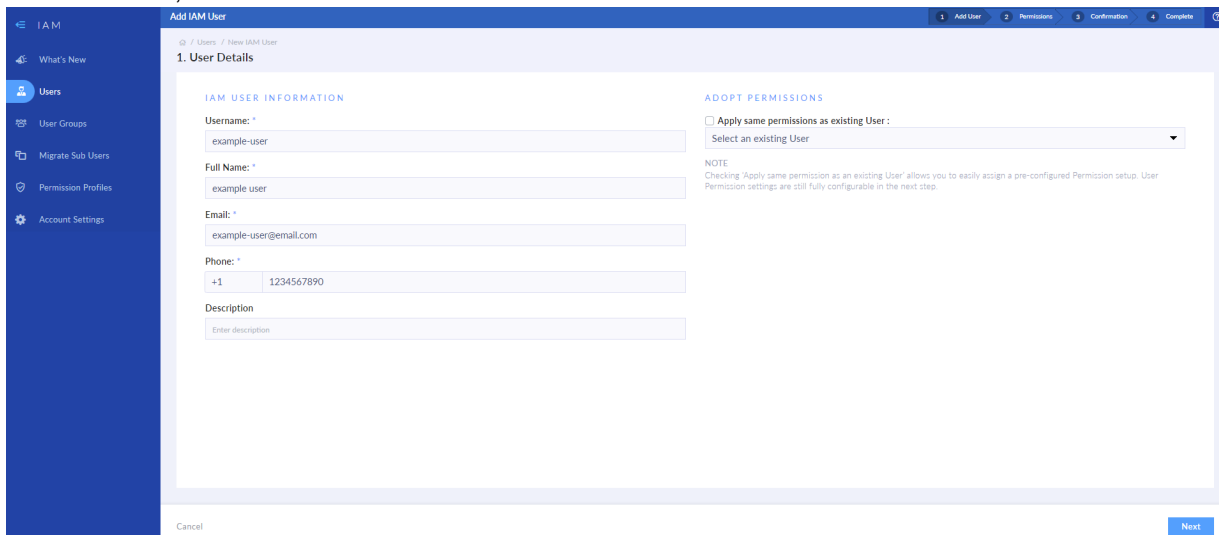 IAM
What's New
Users
User Groups
Migrate Sub Users
Permission Profiles
Account Settings
Add IAM User
1 Add User 2 Permissions 3 Confirmation 4 Complete
/ Users / New IAM User
1. User Details
IAM USER INFORMATION
Username: *
example-user
Full Name: *
example user
Email: *
example-user@email.com
Phone: *
+1 1234567890
Description
Enter description
ADOPT PERMISSIONS
Apply same permissions as existing User :
Select an existing User
NOTE
Checking 'Apply same permission as an existing User' allows you to easily assign a pre-configured Permission setup. User
Permission settings are still fully configurable in the next step.
Cancel
Next